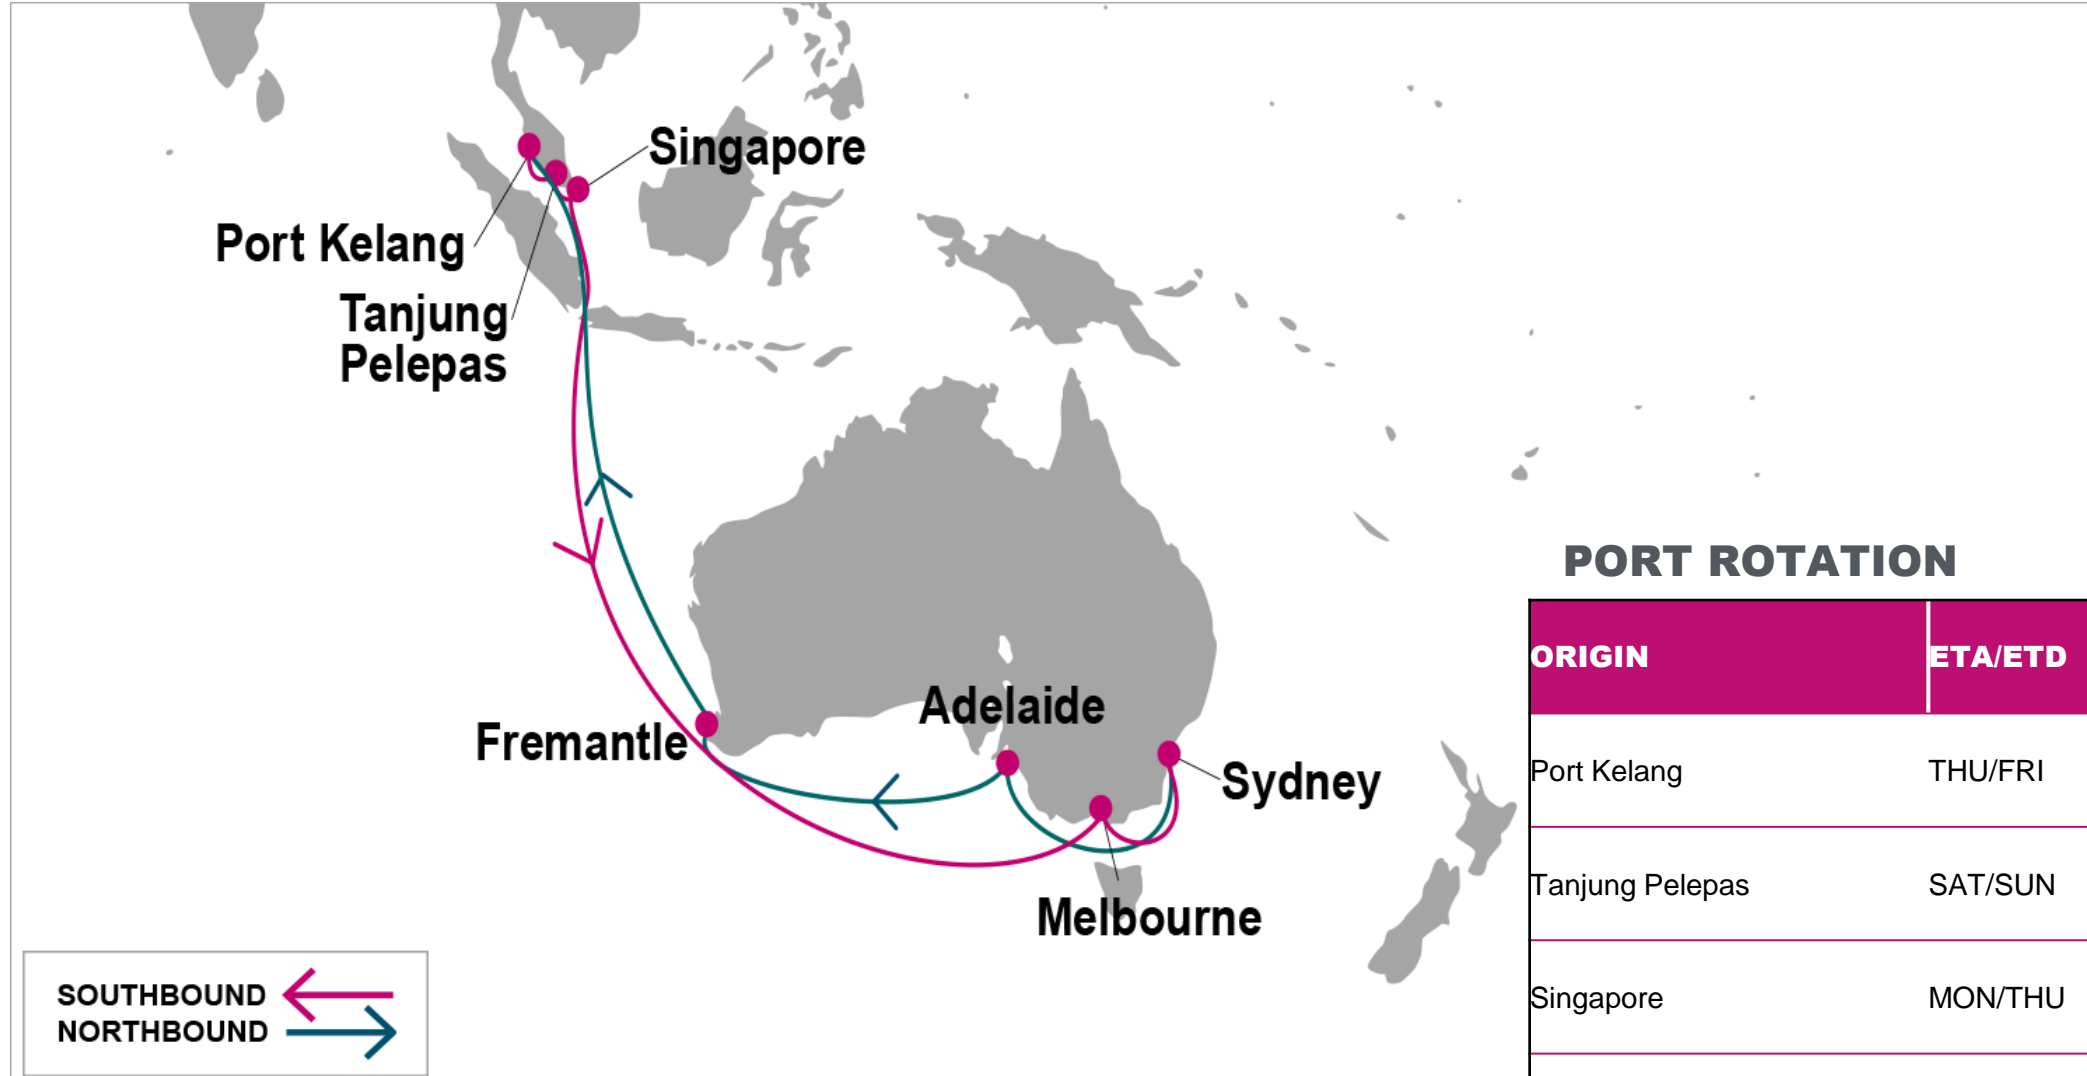 Singapore
Port Kelang
Tanjung
Pelepas
Fremantle
Adelaide
Sydney
Melbourne
SOUTHBOUND
NORTHBOUND
PORT ROTATION
ORIGIN ETA/ETD
Port Kelang THU/FRI
Tanjung Pelepas SAT/SUN
Singapore MON/THU